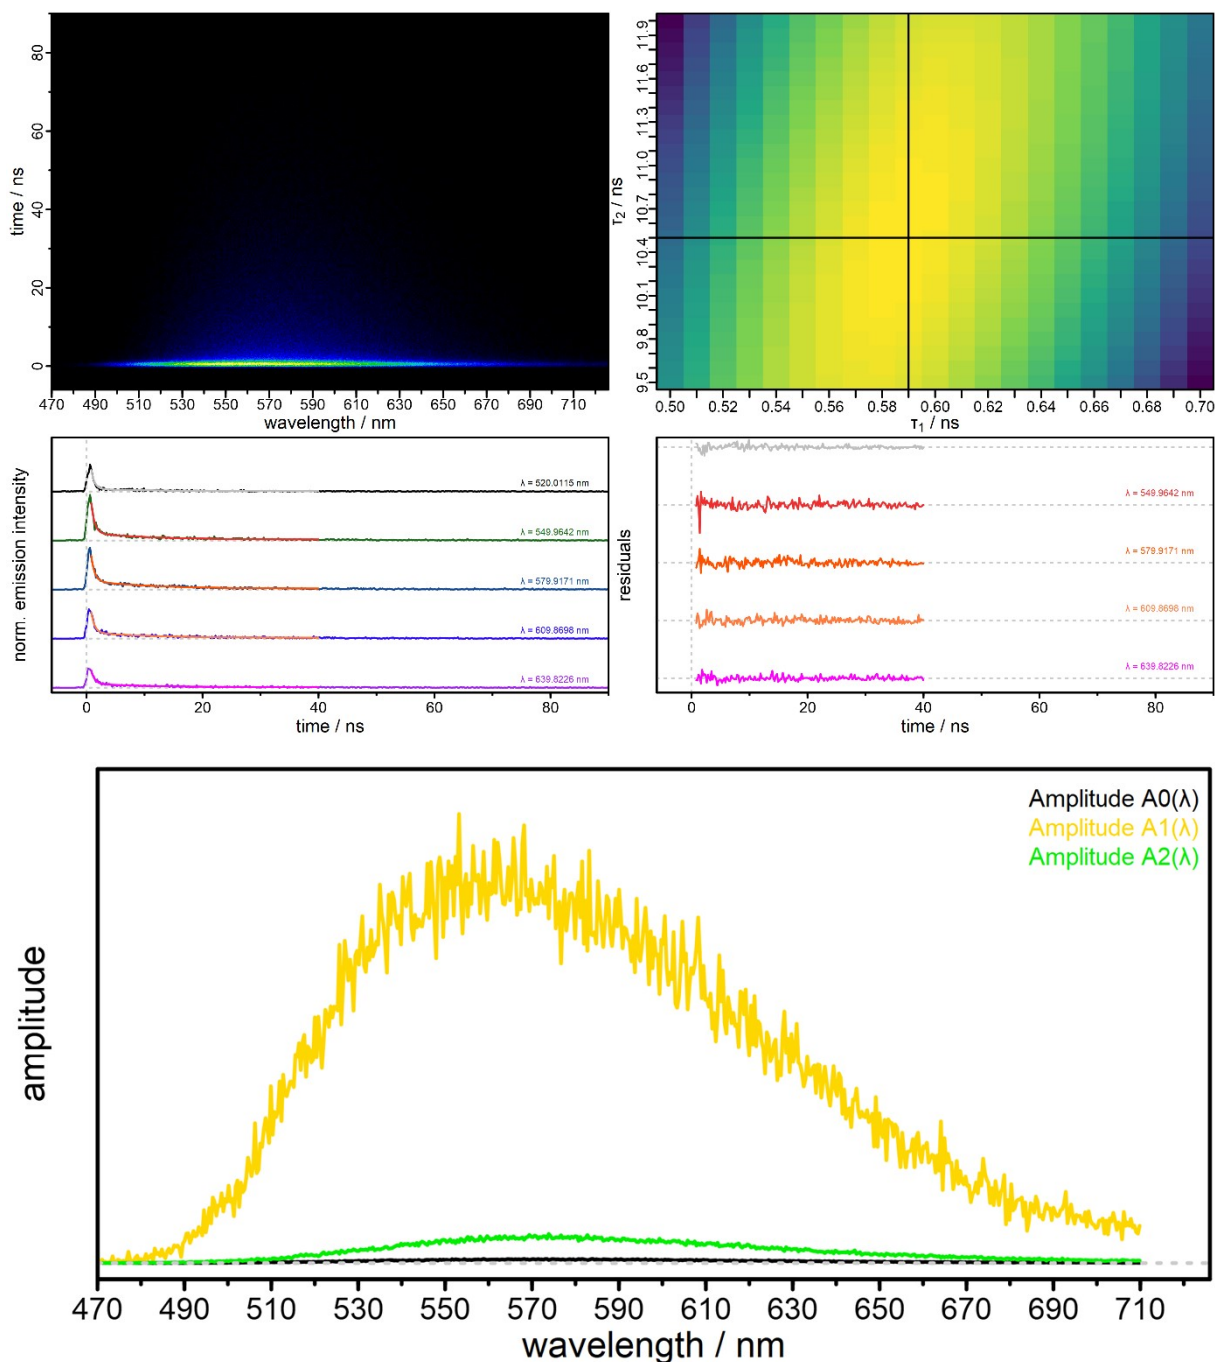 80
60
40
20
0
time / ns
470 490 510 530 550 570 590 610 630 650 670 690 710
wavelength / nm
11.9
11.6
11.3
11.0
10.7
10.4
10.1
9.8
9.5
τ2 / ns
0.50 0.52 0.54 0.56 0.58 0.60 0.62 0.64 0.66 0.68 0.70
τ1 / ns
norm. emission intensity
λ = 520.0115 nm
λ = 549.9642 nm
λ = 579.9171 nm
λ = 609.8698 nm
λ = 639.8226 nm
0 20 40 60 80
time / ns
residuals
λ = 549.9642 nm
λ = 579.9171 nm
λ = 609.8698 nm
λ = 639.8226 nm
0 20 40 60 80
time / ns
Amplitude A0(λ)
Amplitude A1(λ)
Amplitude A2(λ)
amplitude
470 490 510 530 550 570 590 610 630 650 670 690 710
wavelength / nm